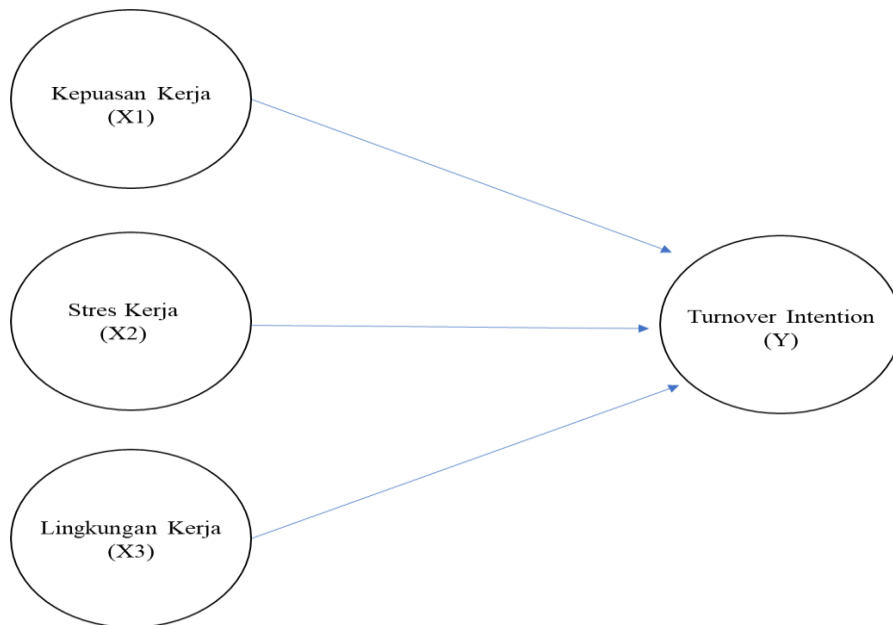 Kepuasan Kerja
(X1)
Stres Kerja
(X2)
Turnover Intention
(Y)
Lingkungan Kerja
(X3)